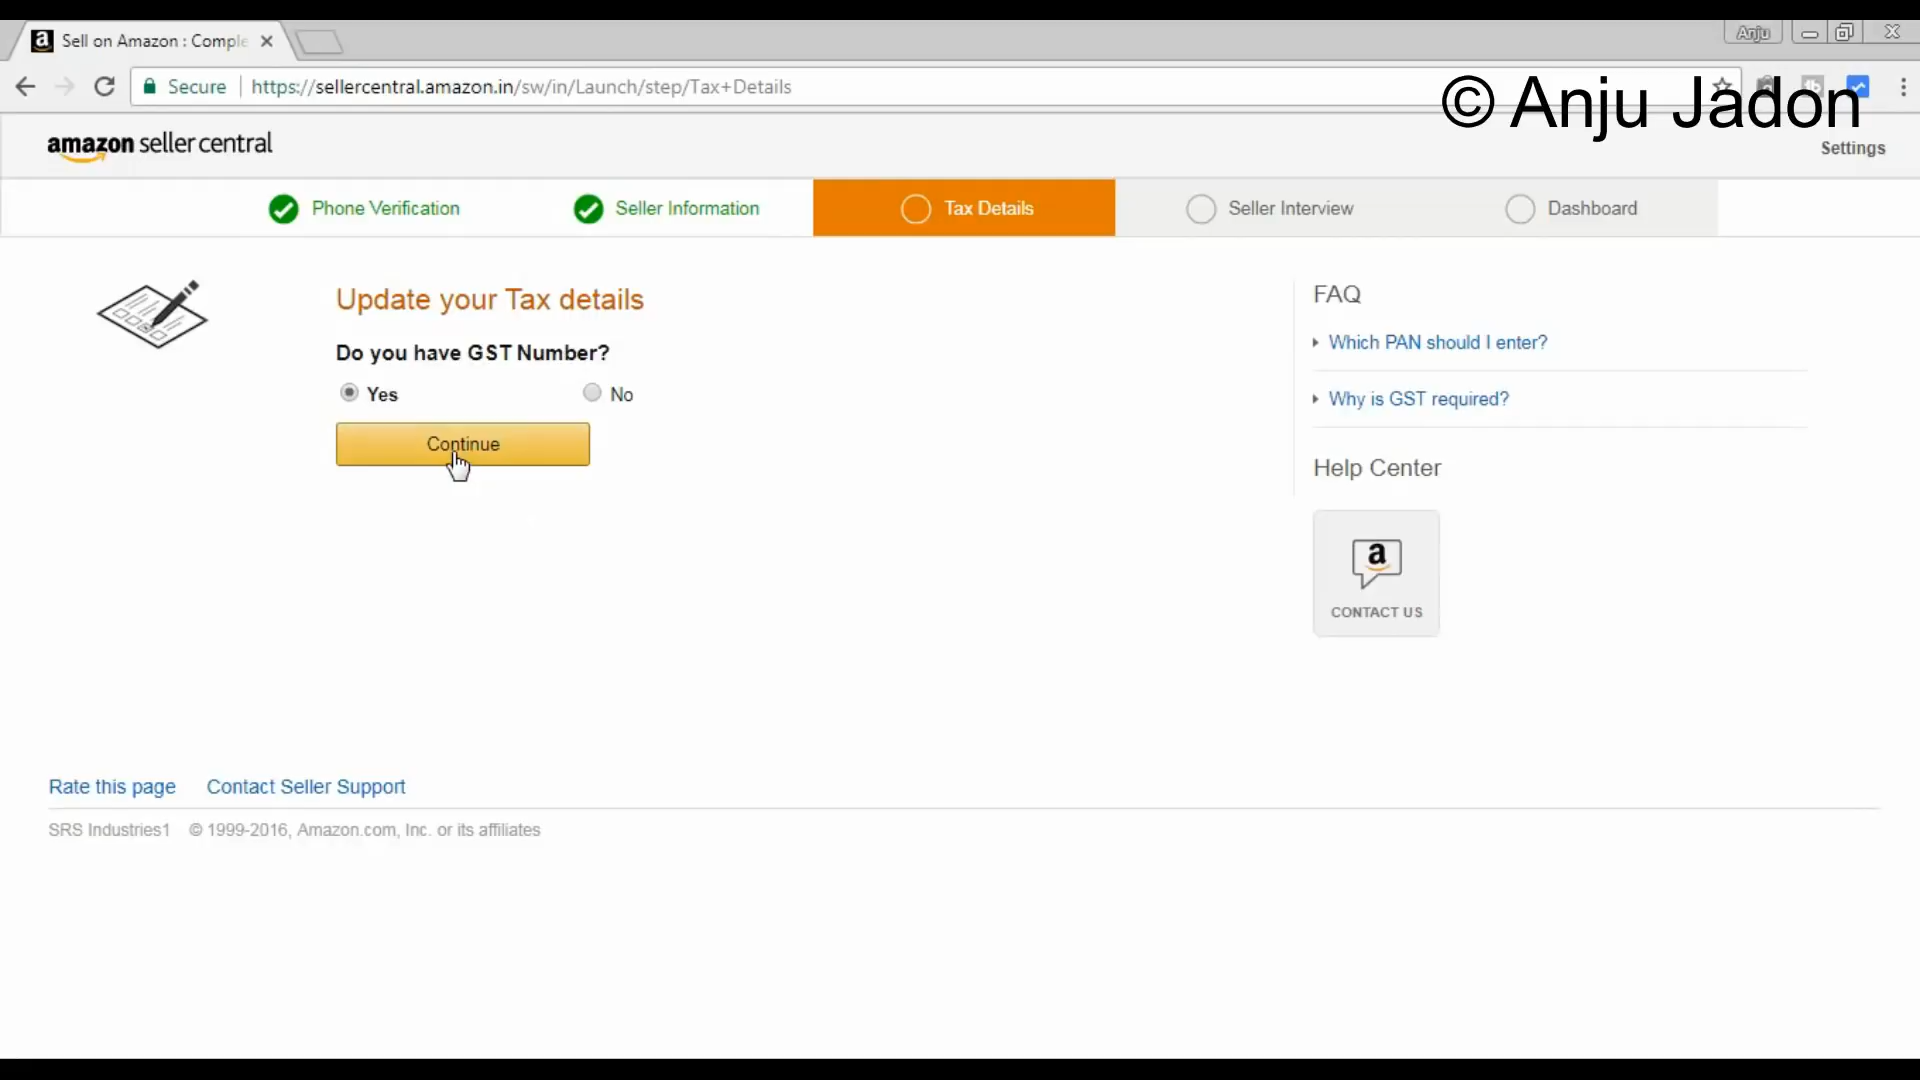 Sell on Amazon : Comple
Anju
Secure
https://sellercentral.amazon.in/sw/in/Launch/step/Tax+Details
© Anju Jadon
amazon seller central
Settings
Phone Verification
Seller Information
Tax Details
Seller Interview
Dashboard
Update your Tax details
Do you have GST Number?
Yes
No
Continue
FAQ
Which PAN should I enter?
Why is GST required?
Help Center
CONTACT US
Rate this page
Contact Seller Support
SRS Industries1
© 1999-2016, Amazon.com, Inc. or its affiliates